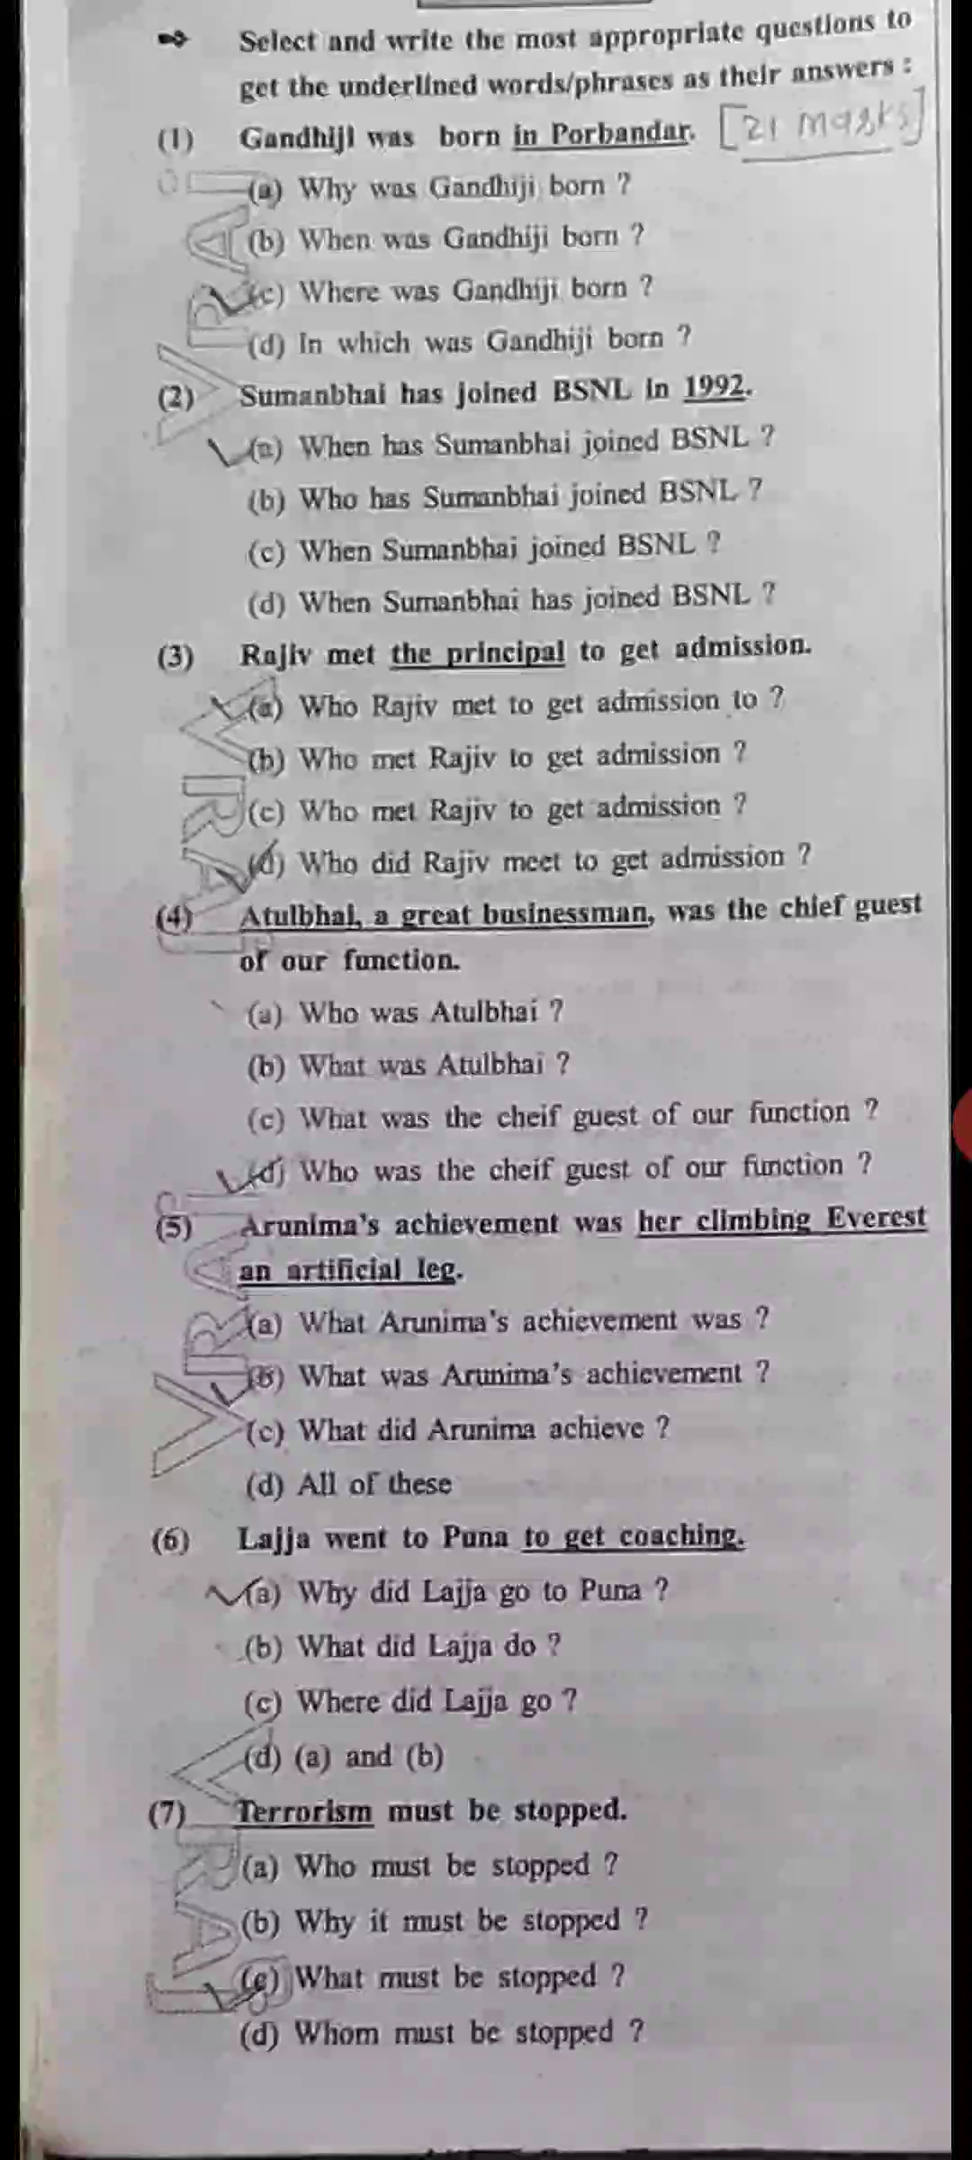 Select and write the most appropriate questions to
get the underlined words/phrases as their answers :
(1) Gandhiji was born in Porbandar. [21 marks]
(a) Why was Gandhiji born ?
(b) When was Gandhiji born ?
(c) Where was Gandhiji born ?
(d) In which was Gandhiji born ?
(2) Sumanbhai has joined BSNL in 1992.
(a) When has Sumanbhai joined BSNL ?
(b) Who has Sumanbhai joined BSNL ?
(c) When Sumanbhai joined BSNL ?
(d) When Sumanbhai has joined BSNL ?
(3) Rajiv met the principal to get admission.
(a) Who Rajiv met to get admission to ?
(b) Who met Rajiv to get admission ?
(c) Who met Rajiv to get admission ?
(d) Who did Rajiv meet to get admission ?
(4) Atulbhai, a great businessman, was the chief guest
of our function.
(a) Who was Atulbhai ?
(b) What was Atulbhai ?
(c) What was the cheif guest of our function ?
(d) Who was the cheif guest of our function ?
(5) Arunima's achievement was her climbing Everest
an artificial leg.
(a) What Arunima's achievement was ?
(b) What was Arunima's achievement ?
(c) What did Arunima achieve ?
(d) All of these
(6) Lajja went to Puna to get coaching.
(a) Why did Lajja go to Puna ?
(b) What did Lajja do ?
(c) Where did Lajja go ?
(d) (a) and (b)
(7) Terrorism must be stopped.
(a) Who must be stopped ?
(b) Why it must be stopped ?
(c) What must be stopped ?
(d) Whom must be stopped ?